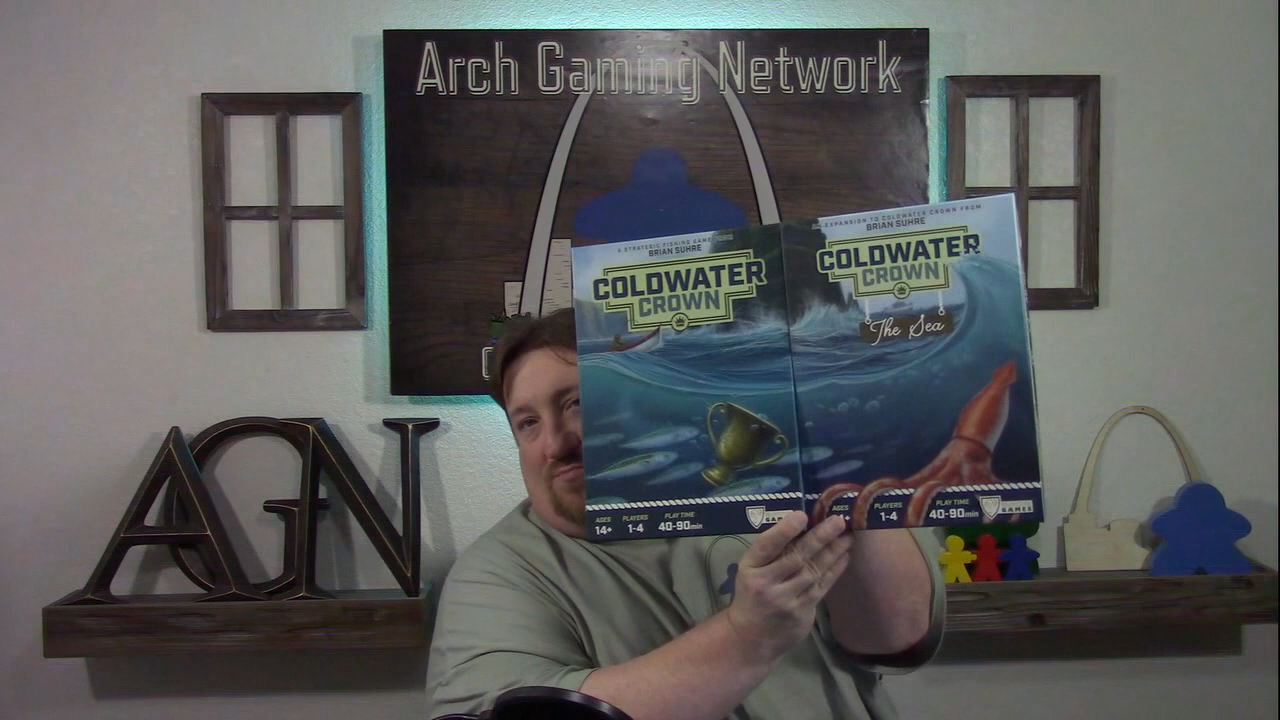 Arch Gaming Network
A STRATEGIC FISHING GAME FROM
BRIAN SUHRE
COLDWATER
CROWN
AGES
14+
PLAYERS
1-4
PLAY TIME
40-90min
EXPANSION TO COLDWATER CROWN FROM
BRIAN SUHRE
COLDWATER
CROWN
The Sea
AGES
PLAYERS
1-4
PLAY TIME
40-90min
GAMES
AGN